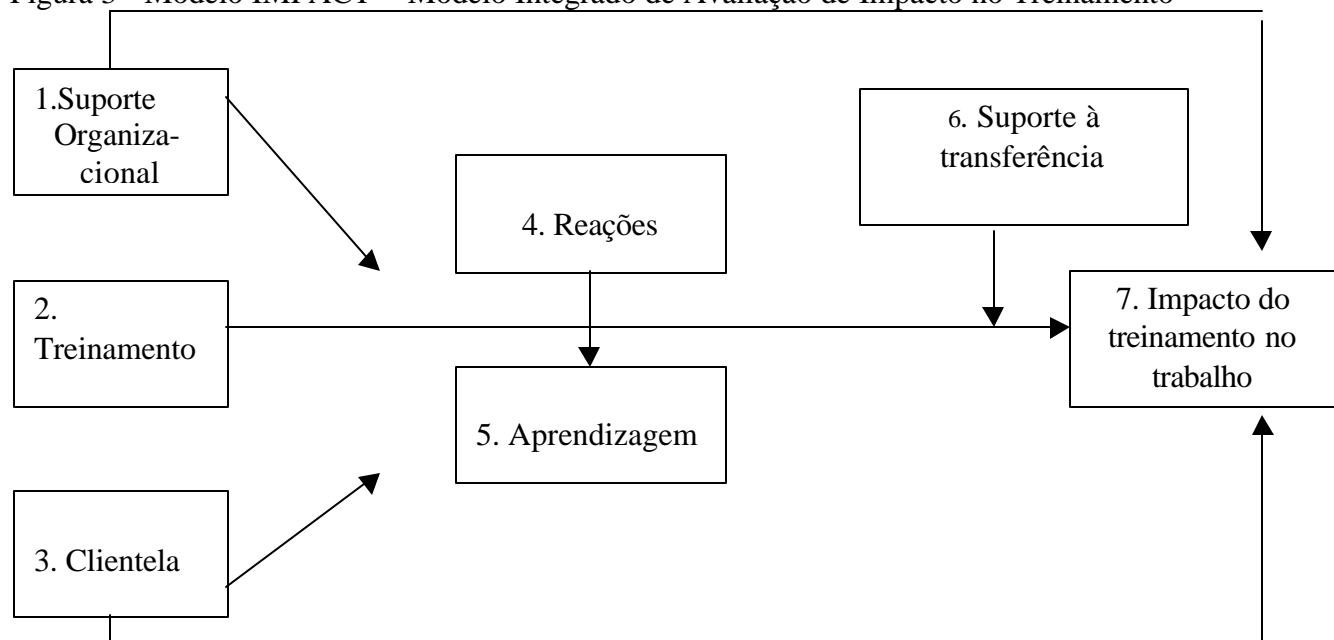 Figura - Modelo IMPACT – Modelo Integrado de Avaliação de Impacto no Treinamento
1.Suporte
Organiza-
cional
6. Suporte à
transferência
4. Reações
2.
Treinamento
7. Impacto do
treinamento no
trabalho
5. Aprendizagem
3. Clientela